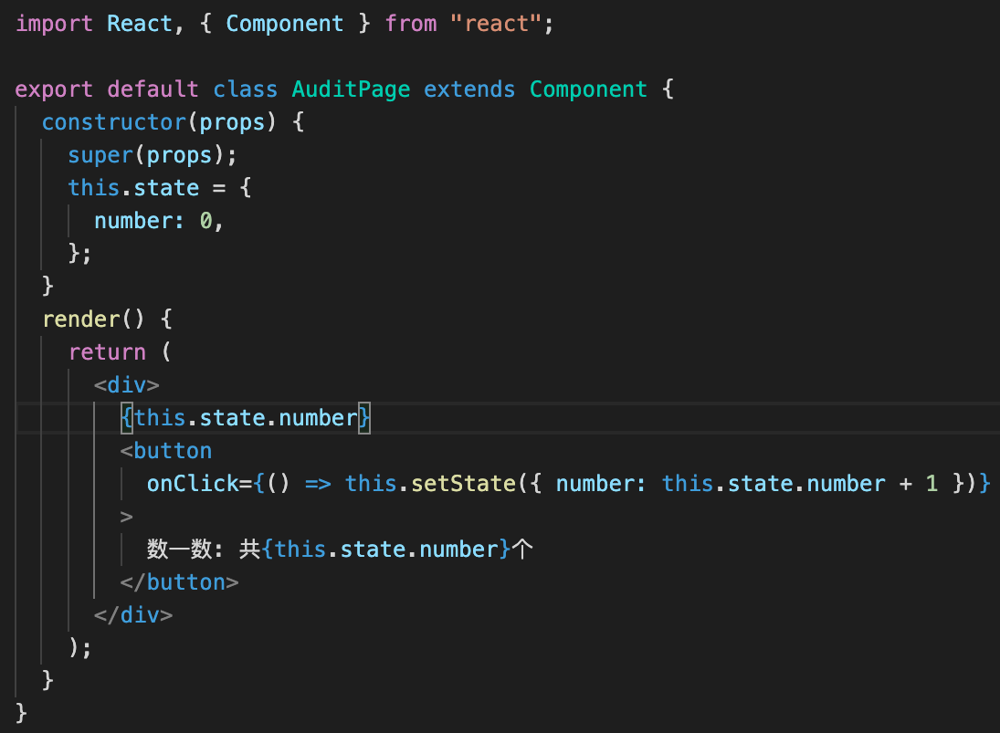 import React, { Component } from "react";

export default class AuditPage extends Component {
  constructor(props) {
    super(props);
    this.state = {
      number: 0,
    };
  }
  render() {
    return (
      <div>
        {this.state.number}
        <button
          onClick={() => this.setState({ number: this.state.number + 1 })}
        >
          数一数: 共{this.state.number}个
        </button>
      </div>
    );
  }
}